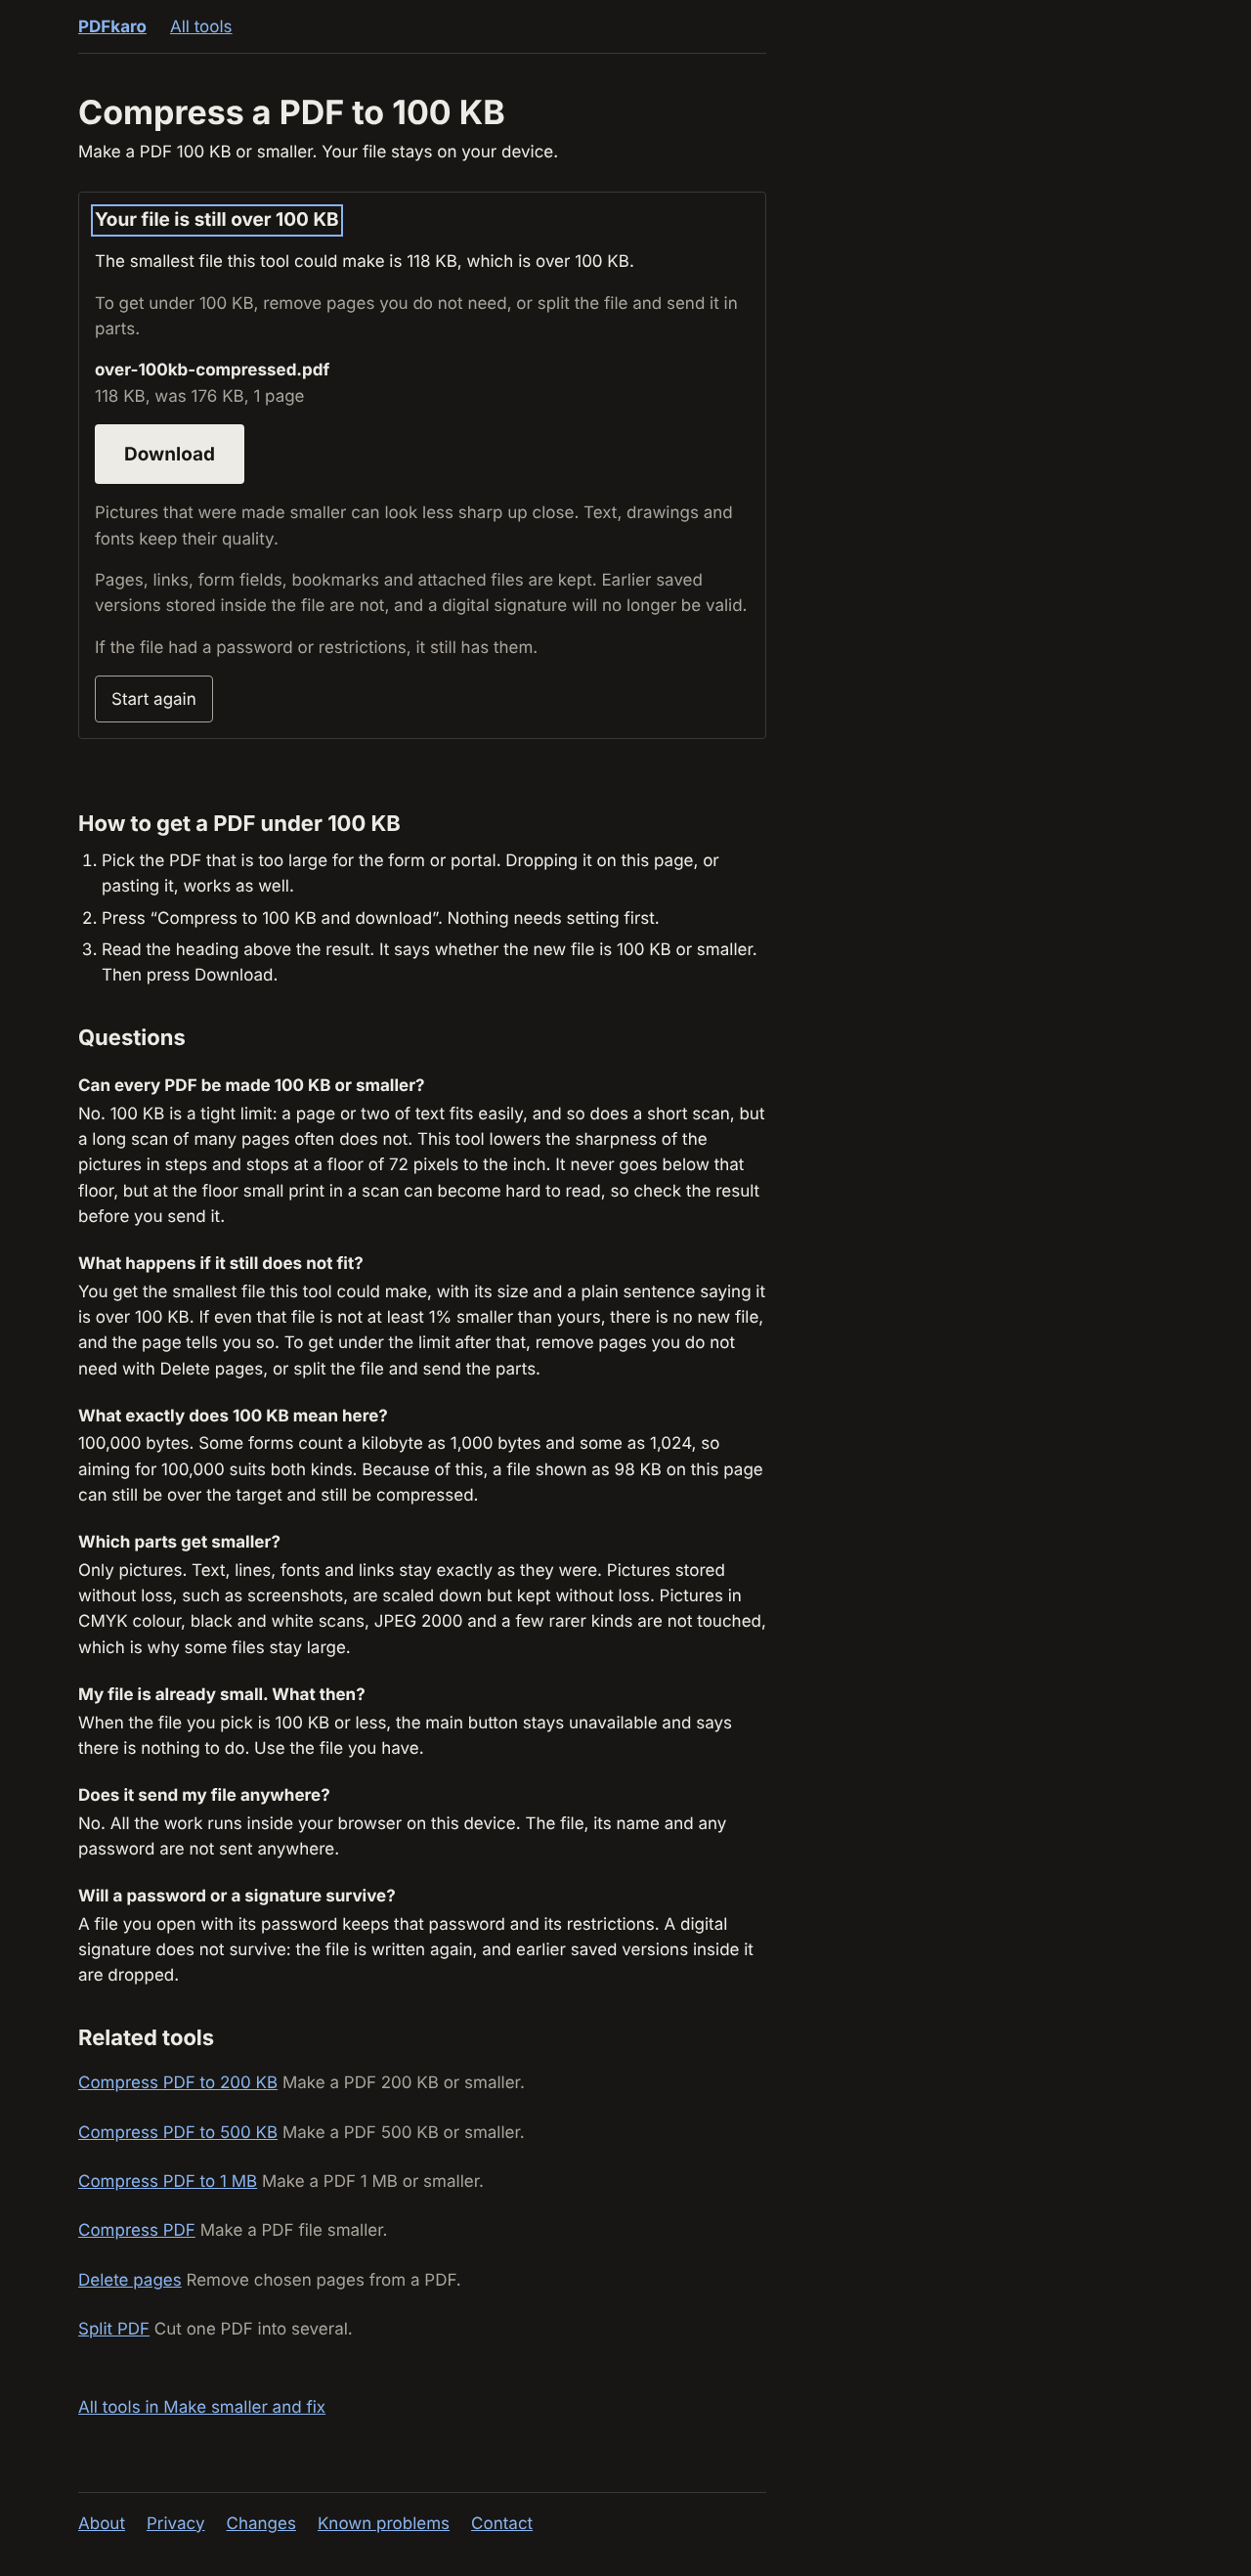 PDFkaro All tools
Compress a PDF to 100 KB
Make a PDF 100 KB or smaller. Your file stays on your device.
Your file is still over 100 KB
The smallest file this tool could make is 118 KB, which is over 100 KB.
To get under 100 KB, remove pages you do not need, or split the file and send it in
parts.
over-100kb-compressed.pdf
118 KB, was 176 KB, 1 page
Download
Pictures that were made smaller can look less sharp up close. Text, drawings and
fonts keep their quality.
Pages, links, form fields, bookmarks and attached files are kept. Earlier saved
versions stored inside the file are not, and a digital signature will no longer be valid.
If the file had a password or restrictions, it still has them.
Start again
How to get a PDF under 100 KB
1. Pick the PDF that is too large for the form or portal. Dropping it on this page, or
pasting it, works as well.
2. Press “Compress to 100 KB and download”. Nothing needs setting first.
3. Read the heading above the result. It says whether the new file is 100 KB or smaller.
Then press Download.
Questions
Can every PDF be made 100 KB or smaller?
No. 100 KB is a tight limit: a page or two of text fits easily, and so does a short scan, but
a long scan of many pages often does not. This tool lowers the sharpness of the
pictures in steps and stops at a floor of 72 pixels to the inch. It never goes below that
floor, but at the floor small print in a scan can become hard to read, so check the result
before you send it.
What happens if it still does not fit?
You get the smallest file this tool could make, with its size and a plain sentence saying it
is over 100 KB. If even that file is not at least 1% smaller than yours, there is no new file,
and the page tells you so. To get under the limit after that, remove pages you do not
need with Delete pages, or split the file and send the parts.
What exactly does 100 KB mean here?
100,000 bytes. Some forms count a kilobyte as 1,000 bytes and some as 1,024, so
aiming for 100,000 suits both kinds. Because of this, a file shown as 98 KB on this page
can still be over the target and still be compressed.
Which parts get smaller?
Only pictures. Text, lines, fonts and links stay exactly as they were. Pictures stored
without loss, such as screenshots, are scaled down but kept without loss. Pictures in
CMYK colour, black and white scans, JPEG 2000 and a few rarer kinds are not touched,
which is why some files stay large.
My file is already small. What then?
When the file you pick is 100 KB or less, the main button stays unavailable and says
there is nothing to do. Use the file you have.
Does it send my file anywhere?
No. All the work runs inside your browser on this device. The file, its name and any
password are not sent anywhere.
Will a password or a signature survive?
A file you open with its password keeps that password and its restrictions. A digital
signature does not survive: the file is written again, and earlier saved versions inside it
are dropped.
Related tools
Compress PDF to 200 KB Make a PDF 200 KB or smaller.
Compress PDF to 500 KB Make a PDF 500 KB or smaller.
Compress PDF to 1 MB Make a PDF 1 MB or smaller.
Compress PDF Make a PDF file smaller.
Delete pages Remove chosen pages from a PDF.
Split PDF Cut one PDF into several.
All tools in Make smaller and fix
About Privacy Changes Known problems Contact